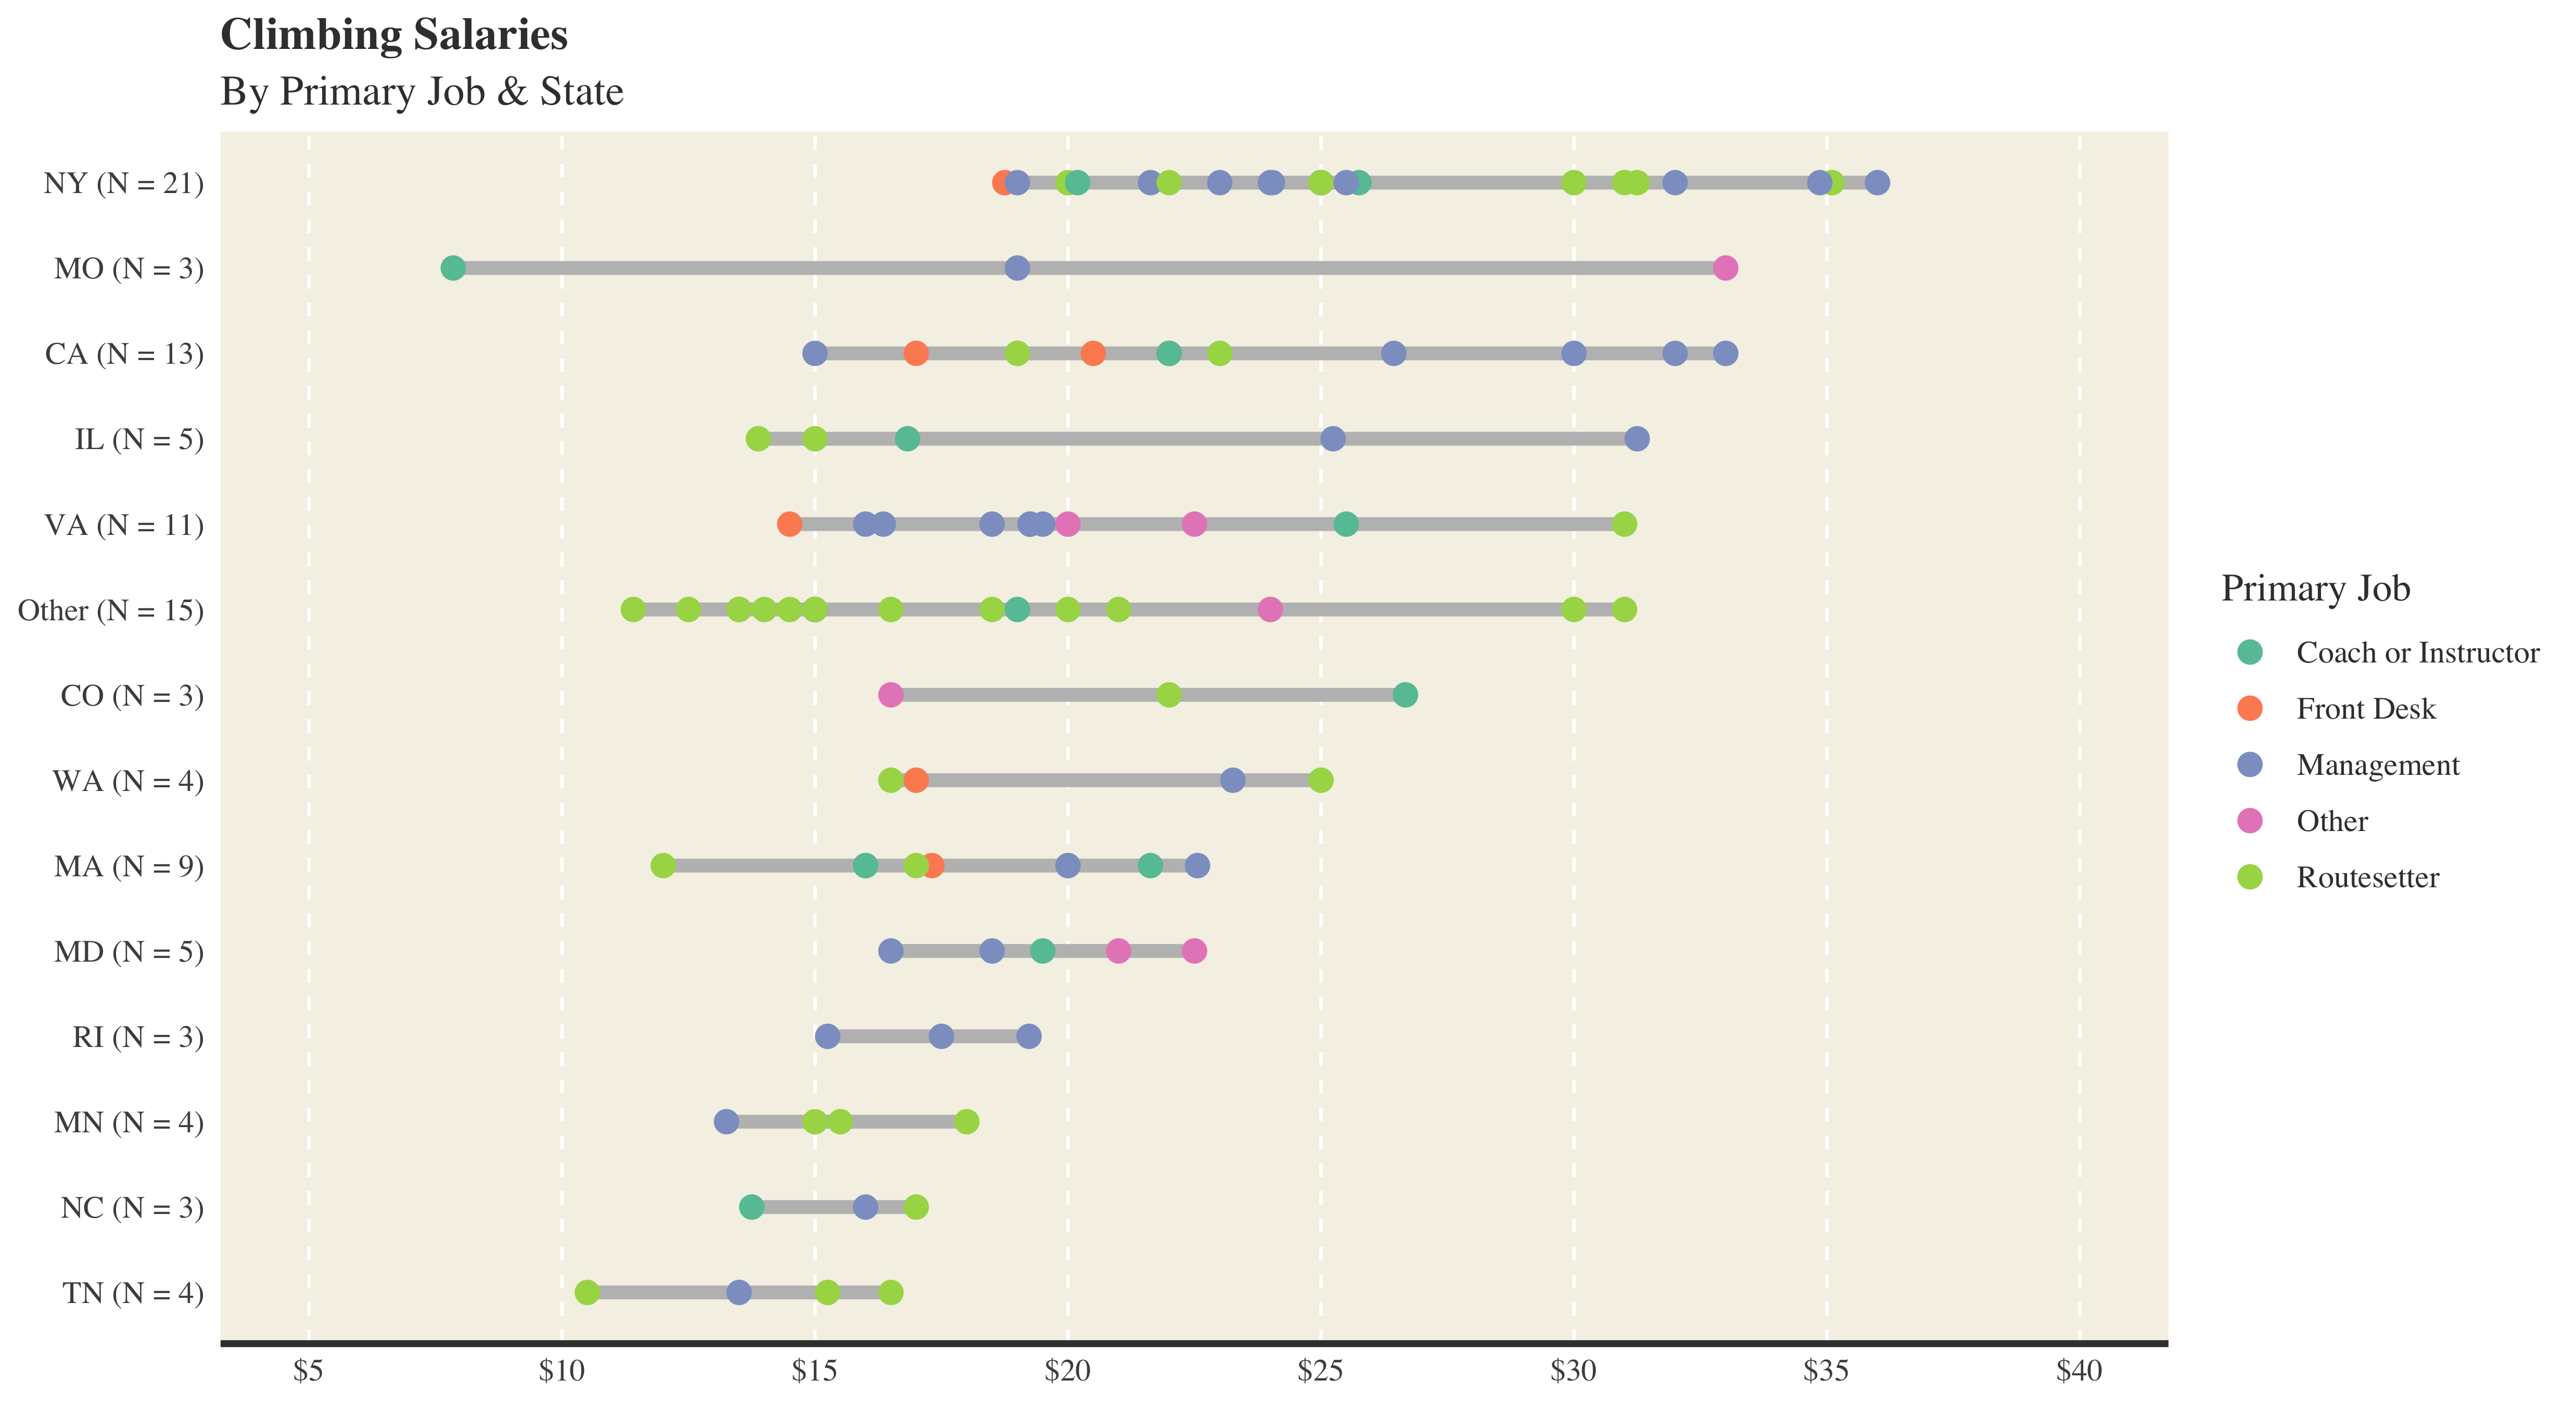 Climbing Salaries
By Primary Job & State
NY (N = 21)
MO (N = 3)
CA (N = 13)
IL (N = 5)
VA (N = 11)
Other (N = 15)
CO (N = 3)
WA (N = 4)
MA (N = 9)
MD (N = 5)
RI (N = 3)
MN (N = 4)
NC (N = 3)
TN (N = 4)
$5 $10 $15 $20 $25 $30 $35 $40
Primary Job
Coach or Instructor
Front Desk
Management
Other
Routesetter